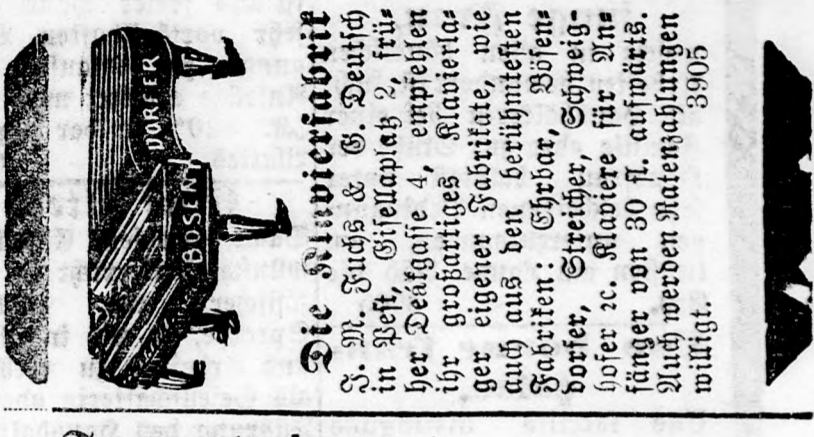 BOSEN DORFER
Die Klavierfabrik
J. M. Fuchs & E. Deutsch
in Pest, Gisellaplatz 2, frü=
her Deákgasse 4, empfehlen
ihr großartiges, Klavierla=
ger eigener Fabrikate, wie
auch aus den berühmtesten
Fabriken: Ehrbar, Bösen=
dorfer, Streicher, Schweig=
hofer ꝛc. Klaviere für An=
fänger von 30 fl. aufwärts.
Auch werden Ratenzahlungen
willigt. 3905